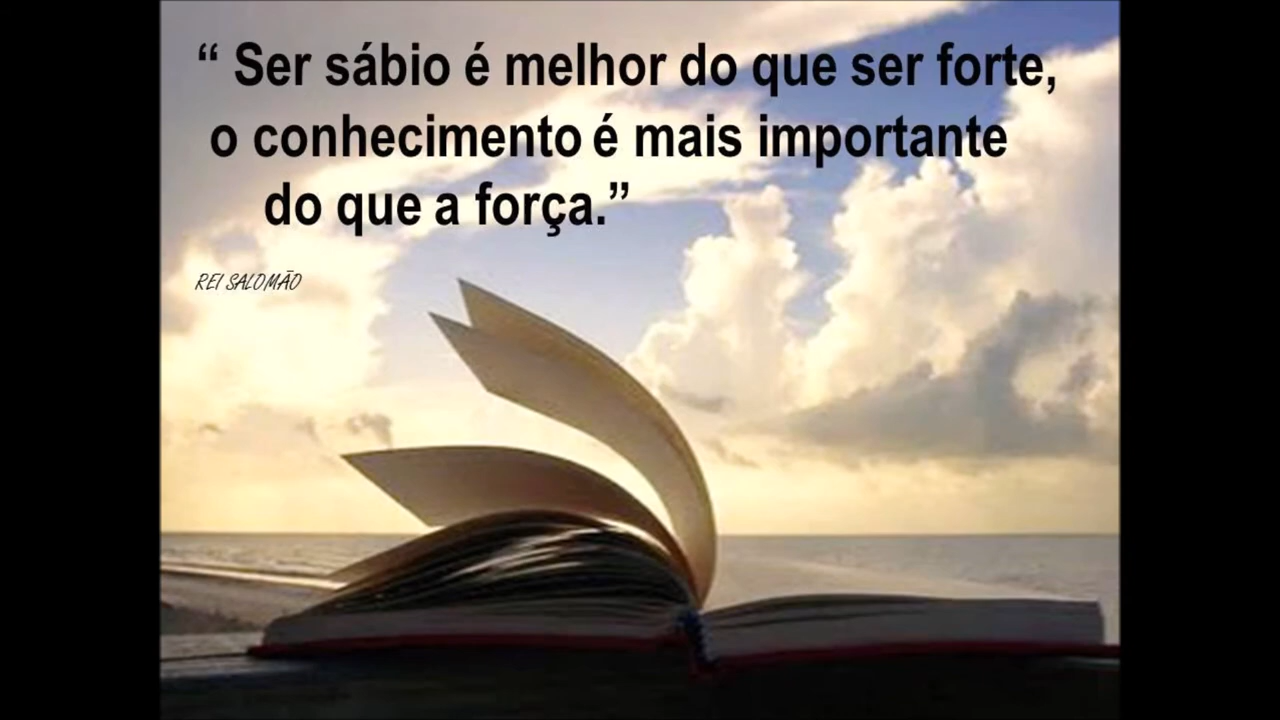 “ Ser sábio é melhor do que ser forte,
o conhecimento é mais importante
do que a força.”
REI SALOMÃO